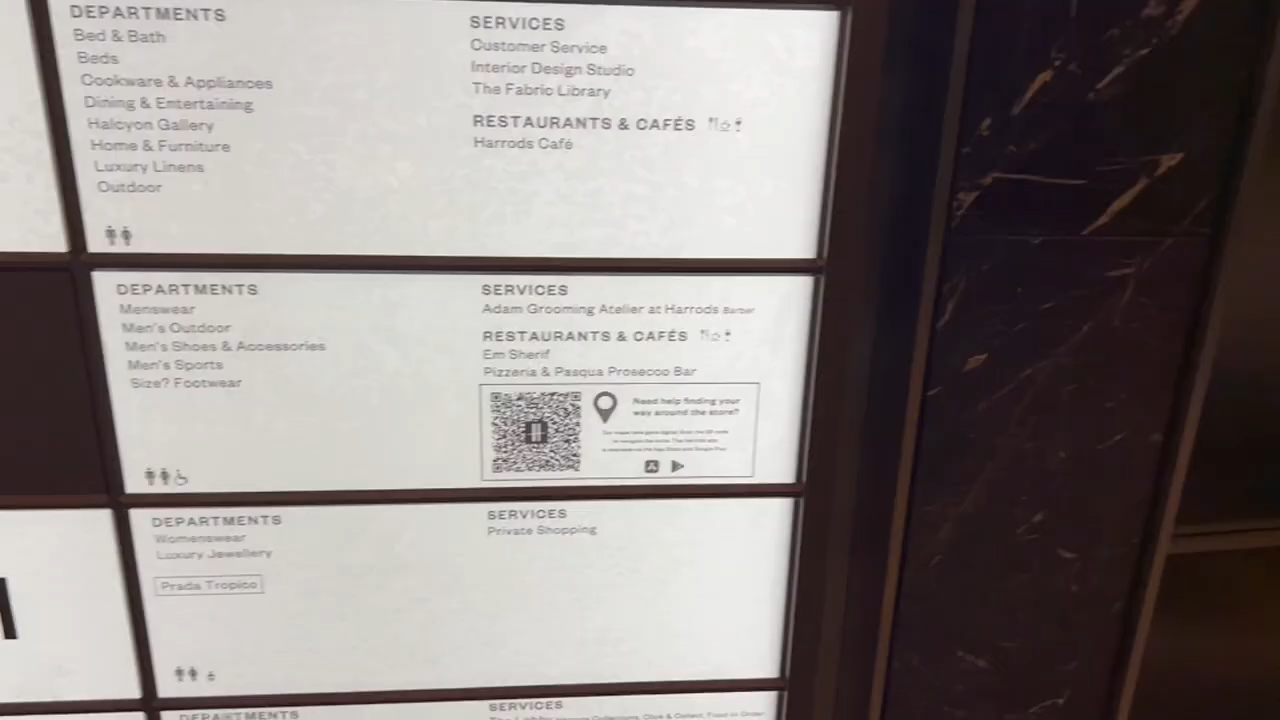 DEPARTMENTS
Bed & Bath
Beds
Cookware & Appliances
Dining & Entertaining
Halcyon Gallery
Home & Furniture
Luxury Linens
Outdoor
SERVICES
Customer Service
Interior Design Studio
The Fabric Library
RESTAURANTS & CAFÉS
Harrods Café
DEPARTMENTS
Menswear
Men's Outdoor
Men's Shoes & Accessories
Men's Sports
Size? Footwear
SERVICES
Adam Grooming Atelier at Harrods Barber
RESTAURANTS & CAFÉS
Em Sherif
Pizzeria & Pasqua Prosecco Bar
Need help finding your
way around the store?
DEPARTMENTS
Womenswear
Luxury Jewellery
Prada Tropico
SERVICES
Private Shopping
DEPARTMENTS
SERVICES